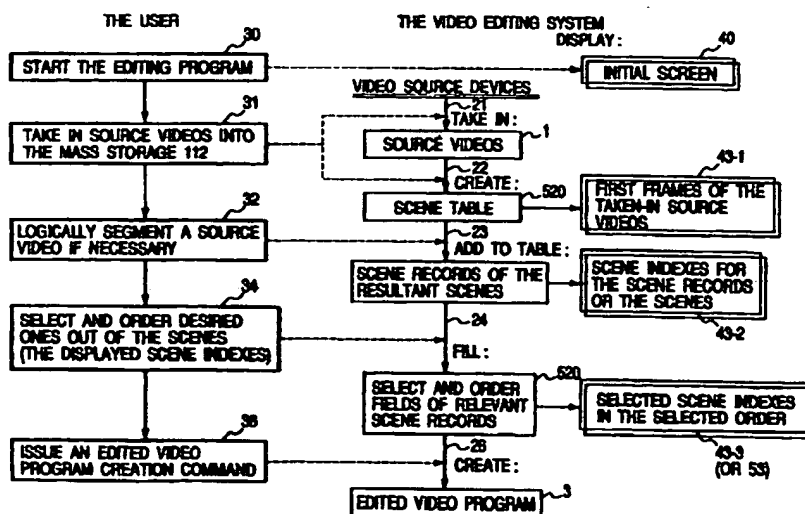 THE USER
THE VIDEO EDITING SYSTEM
DISPLAY:
30
START THE EDITING PROGRAM
40
INITIAL SCREEN
VIDEO SOURCE DEVICES
31
TAKE IN SOURCE VIDEOS INTO
THE MASS STORAGE 112
21
TAKE IN:
1
SOURCE VIDEOS
22
CREATE:
520
SCENE TABLE
43-1
FIRST FRAMES OF THE
TAKEN-IN SOURCE
VIDEOS
32
LOGICALLY SEGMENT A SOURCE
VIDEO IF NECESSARY
23
ADD TO TABLE:
SCENE RECORDS OF THE
RESULTANT SCENES
SCENE INDEXES FOR
THE SCENE RECORDS
OR THE SCENES
43-2
34
SELECT AND ORDER DESIRED
ONES OUT OF THE SCENES
(THE DISPLAYED SCENE INDEXES)
24
FILL:
520
SELECT AND ORDER
FIELDS OF RELEVANT
SCENE RECORDS
SELECTED SCENE INDEXES
IN THE SELECTED ORDER
43-3
(OR 53)
ISSUE AN EDITED VIDEO
PROGRAM CREATION COMMAND
CREATE:
3
EDITED VIDEO PROGRAM